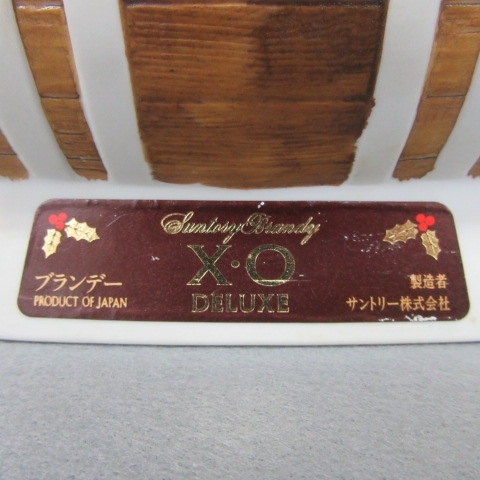 Suntory Brandy
X·O
DELUXE
ブランデー
PRODUCT OF JAPAN
製造者
サントリー株式会社